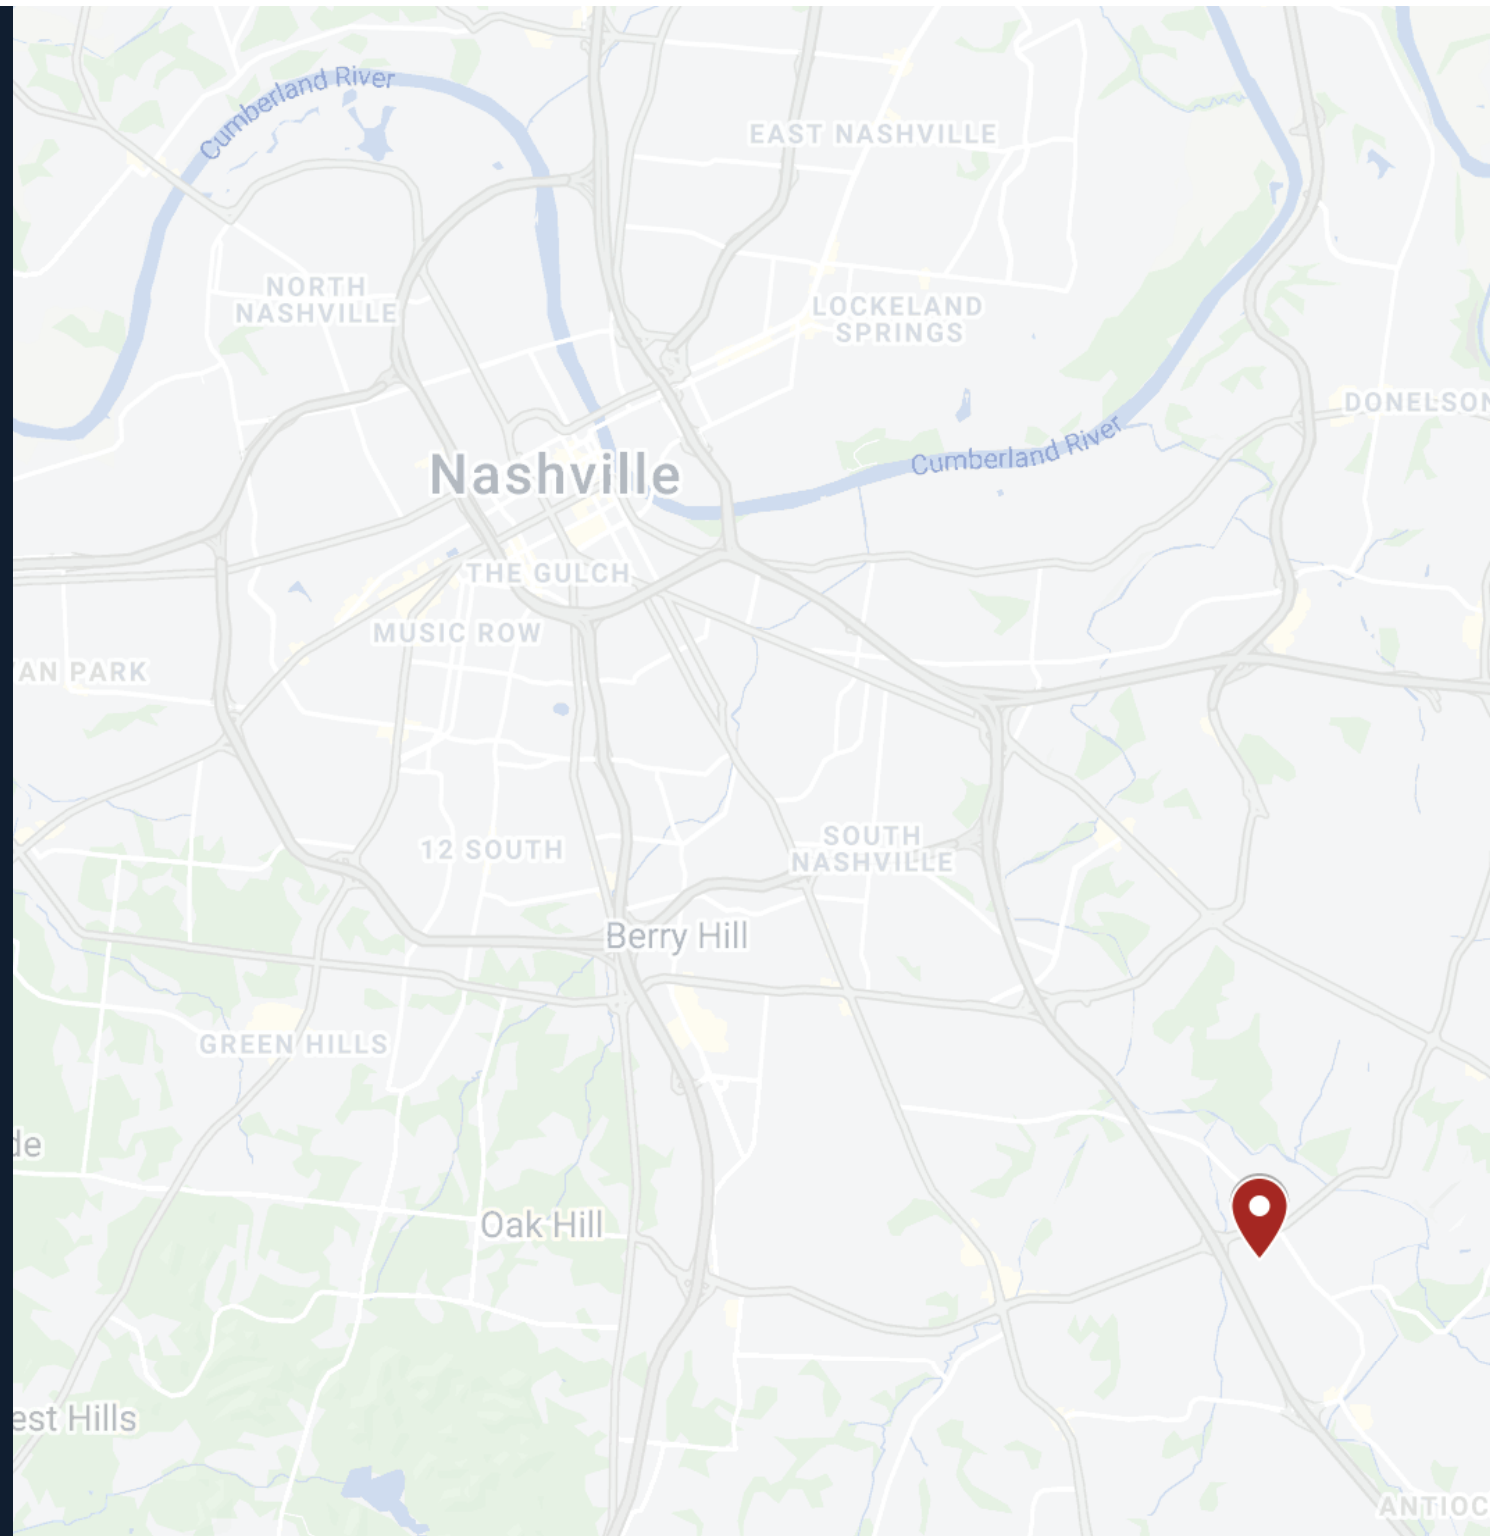 Cumberland River
EAST NASHVILLE
NORTH
NASHVILLE
LOCKELAND
SPRINGS
DONELSON
Cumberland River
Nashville
THE GULCH
MUSIC ROW
AN PARK
12 SOUTH
SOUTH
NASHVILLE
Berry Hill
GREEN HILLS
de
Oak Hill
est Hills
ANTIOC